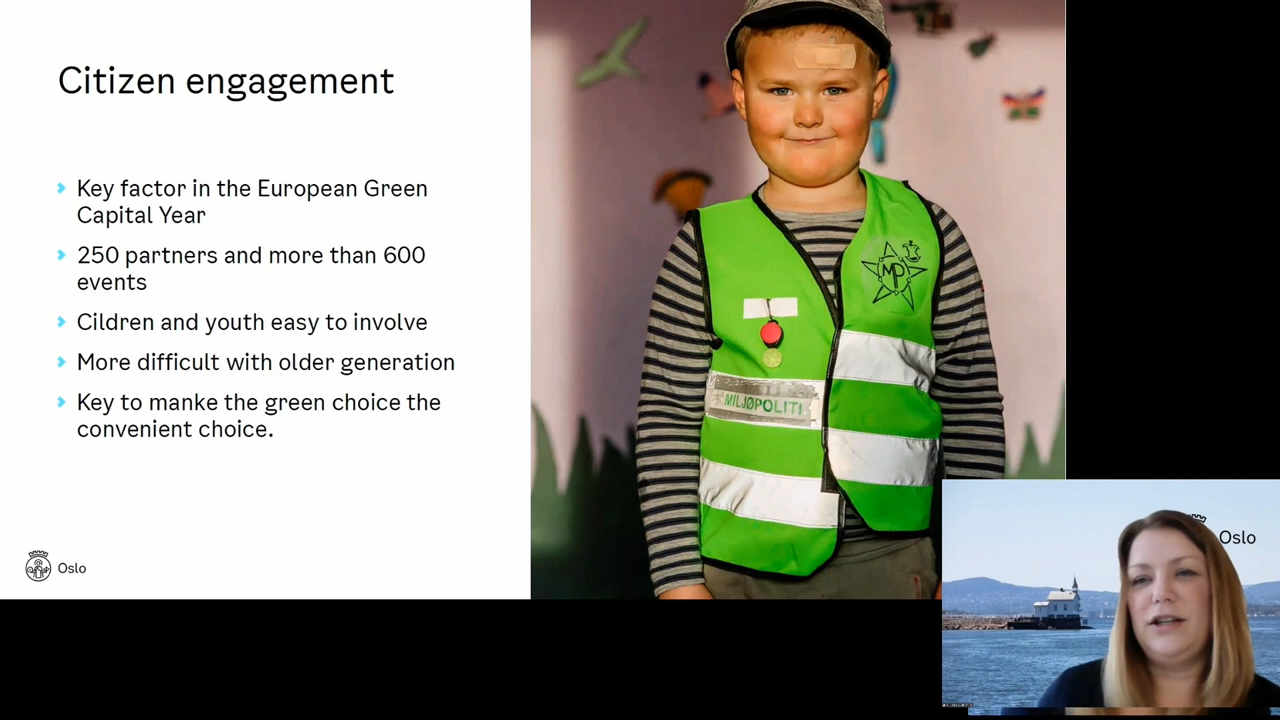 Citizen engagement
Key factor in the European Green
Capital Year
250 partners and more than 600
events
Cildren and youth easy to involve
More difficult with older generation
Key to manke the green choice the
convenient choice.
Oslo
MP
MILJØPOLITI
Oslo